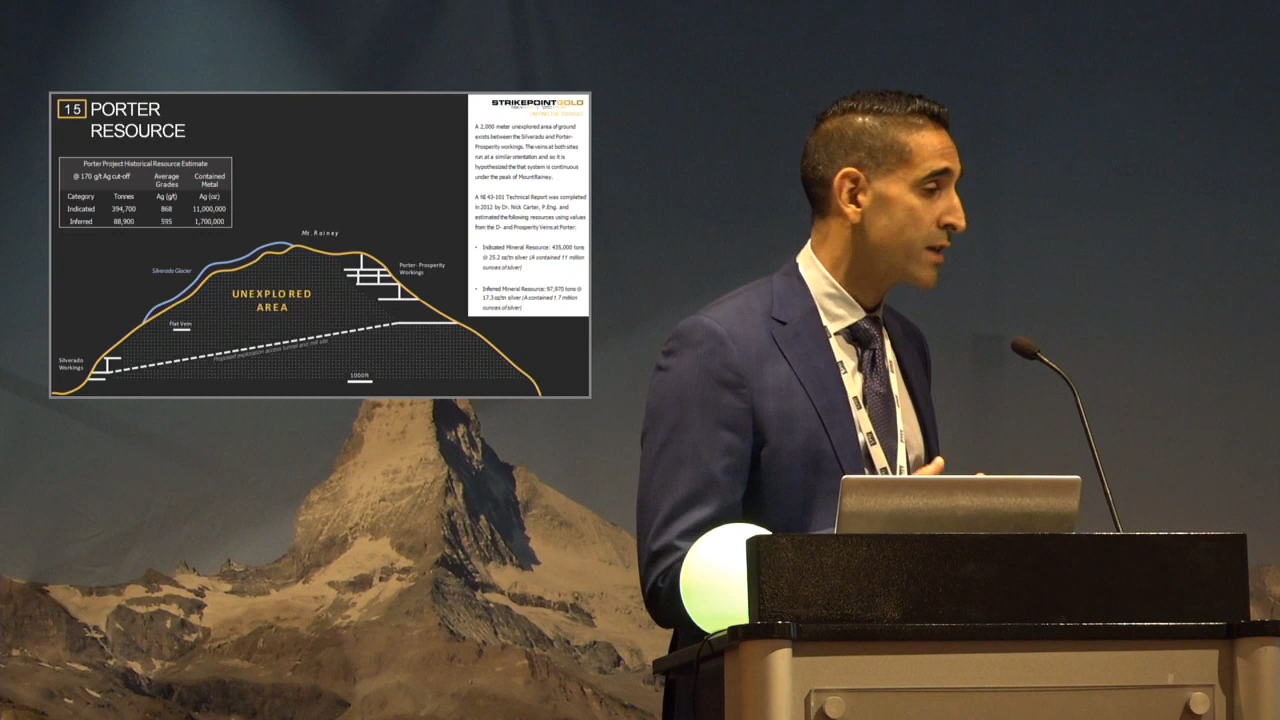 15 PORTER
RESOURCE
Porter Project Historical Resource Estimate
@ 170 g/t Ag cut-off Average Grades Contained Metal
Category Tonnes Ag (g/t) Ag (oz)
Indicated 394,700 868 11,000,000
Inferred 88,900 595 1,700,000
Mt. Rainey
Silverado Glacier
Porter- Prosperity
Workings
UNEXPLORED
AREA
Flat Vein
Silverado
Workings
Proposed exploration access tunnel and mill site
1000ft
STRIKEPOINTGOLD
A 2,000 meter unexplored area of ground
exists between the Silverado and Porter-
Prosperity workings. The veins at both sites
run at a similar orientation and so it is
hypothesized the that system is continuous
under the peak of Mount Rainey.
A NI 43-101 Technical Report was completed
in 2012 by Dr. Nick Carter, P.Eng. and
estimated the following resources using values
from the D- and Prosperity Veins at Porter:
• Indicated Mineral Resource: 435,000 tons
@ 25.2 oz/tn silver (A contained 11 million
ounces of silver)
• Inferred Mineral Resource: 97,970 tons @
17.3 oz/tn silver (A contained 1.7 million
ounces of silver)